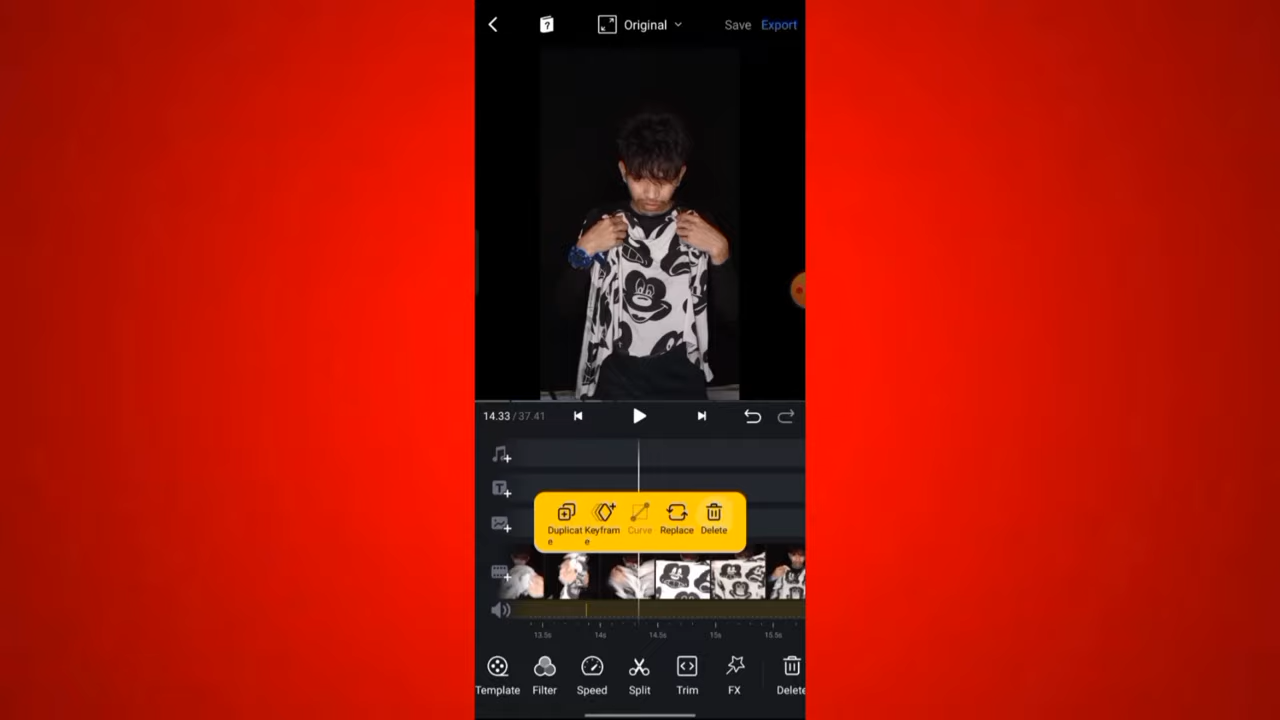 Original
Save
Export
14.33 / 37.41
Duplicat
e
Keyfram
e
Curve
Replace
Delete
13.5s
14s
14.5s
15s
15.5s
Template
Filter
Speed
Split
Trim
FX
Delete